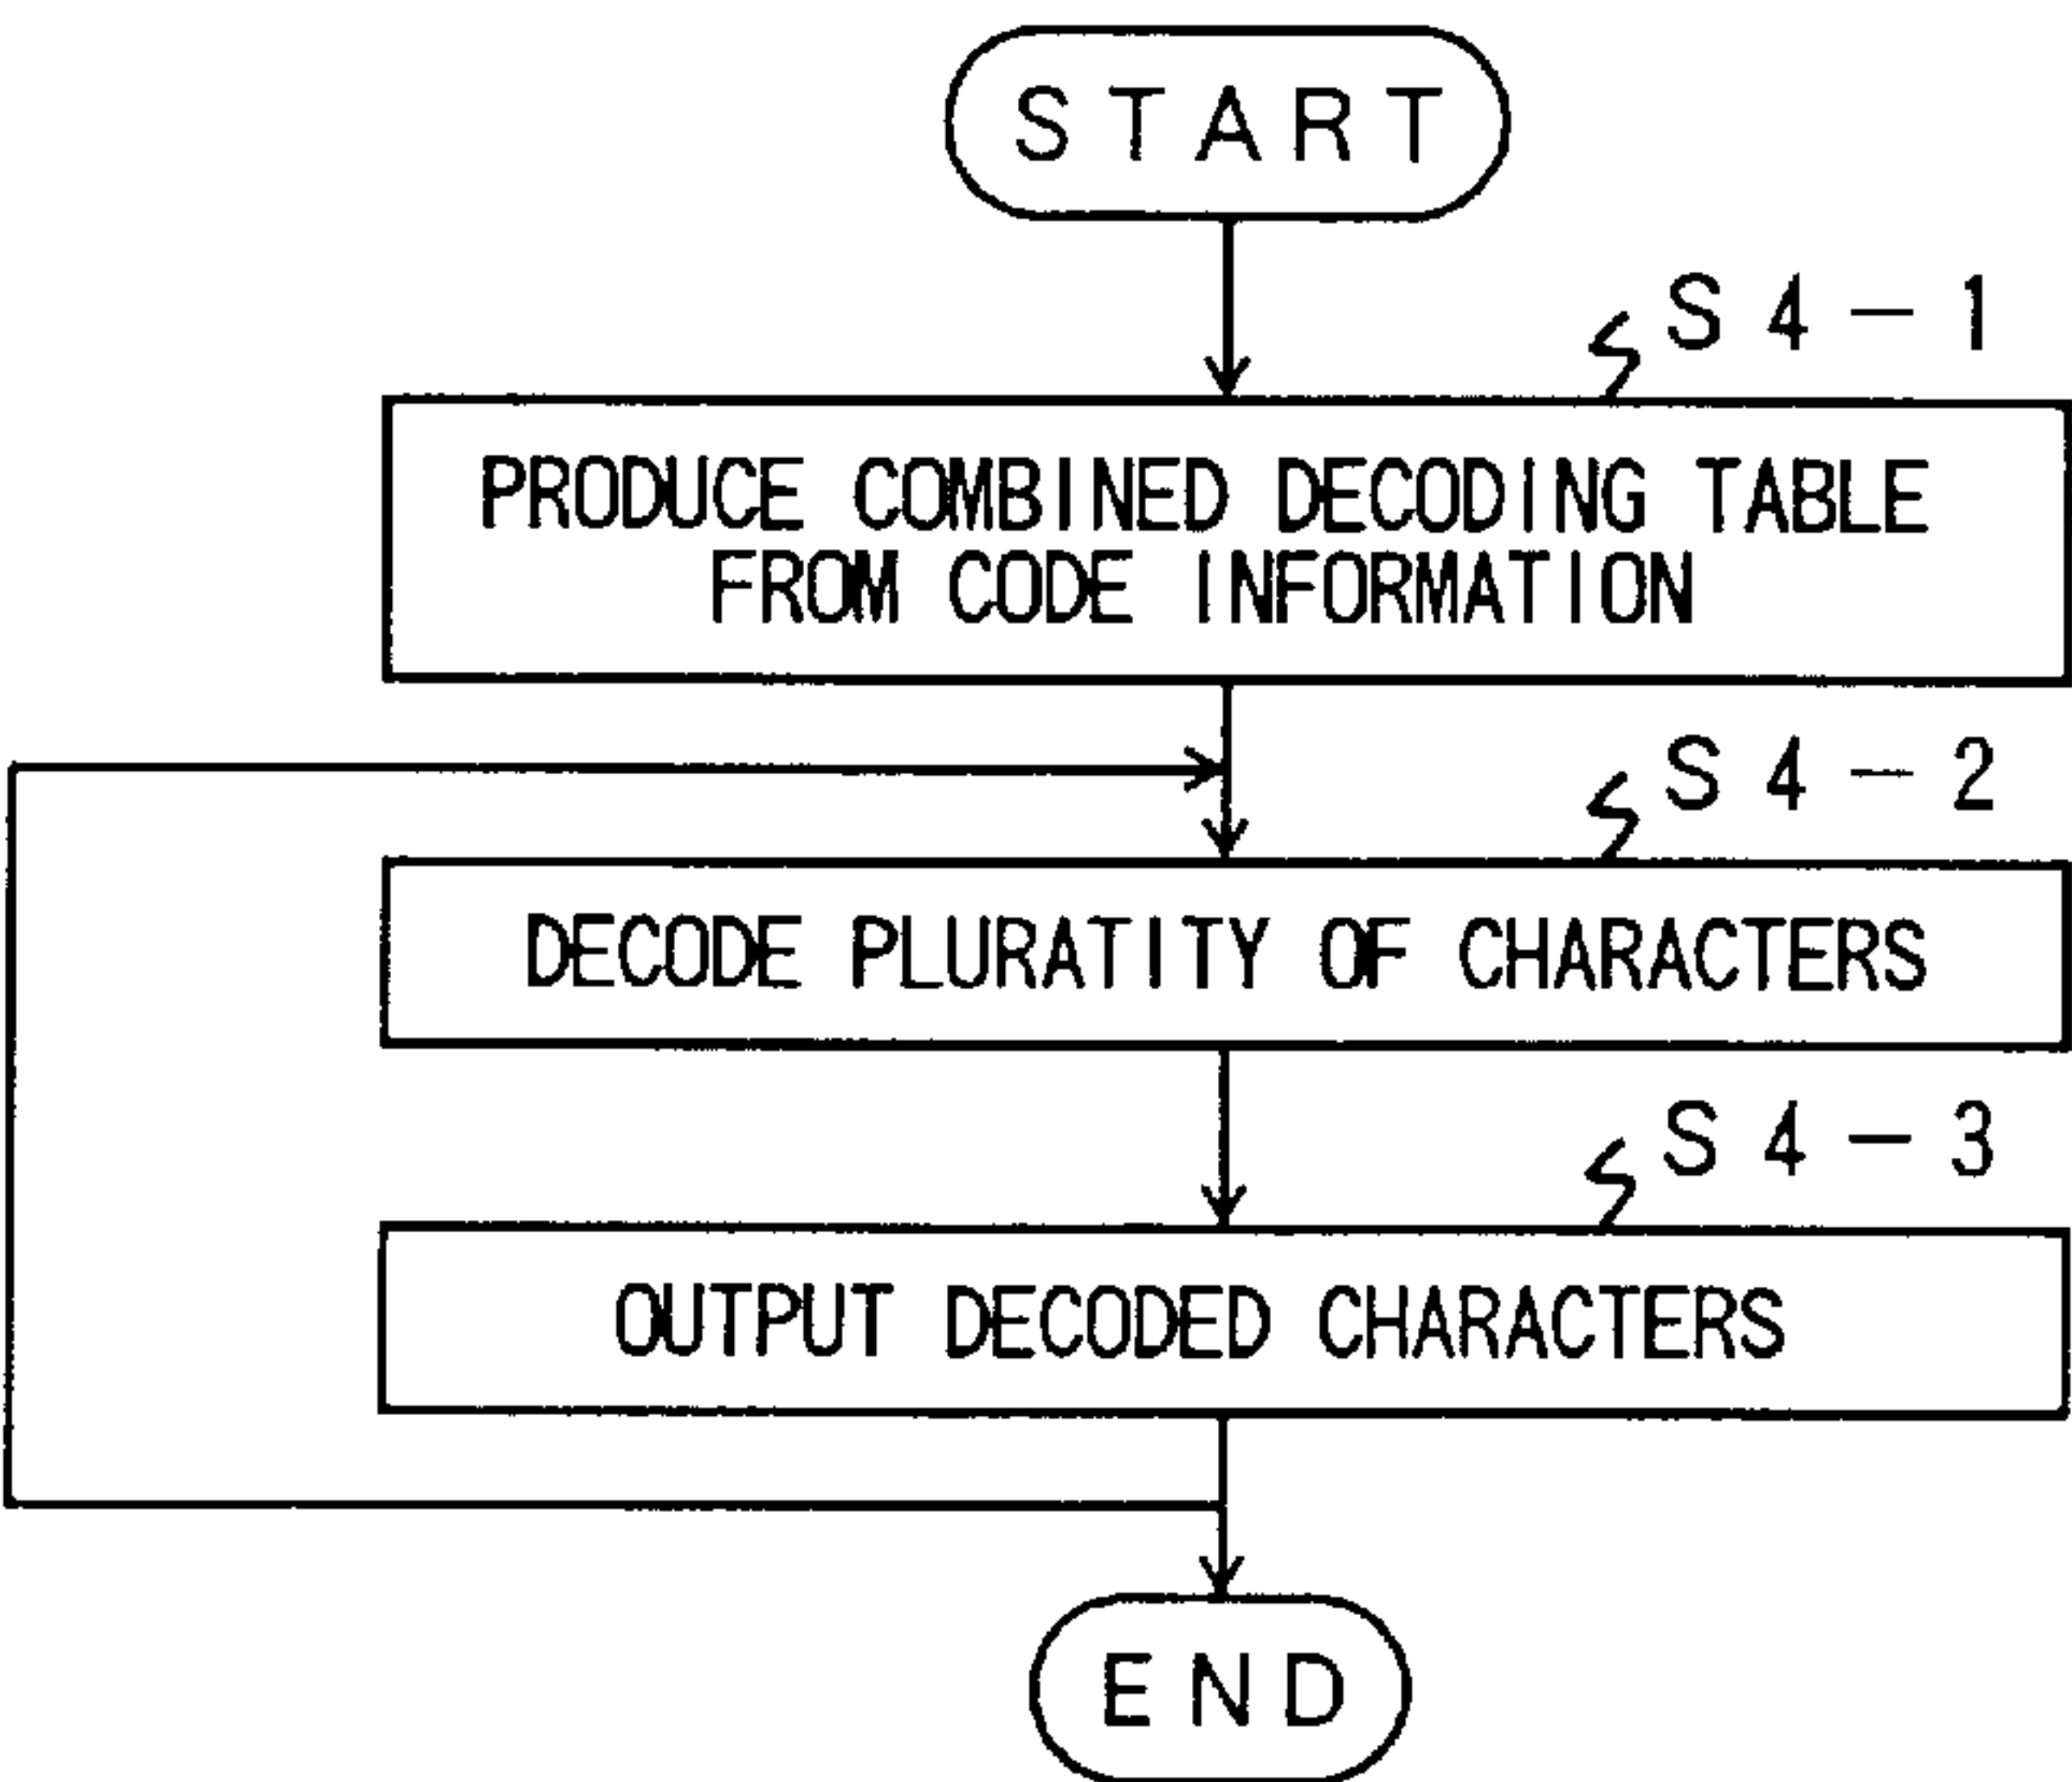 START
S4-1
PRODUCE COMBINED DECODING TABLE
FROM CODE INFORMATION
S4-2
DECODE PLURATITY OF CHARACTERS
S4-3
OUTPUT DECODED CHARACTERS
END